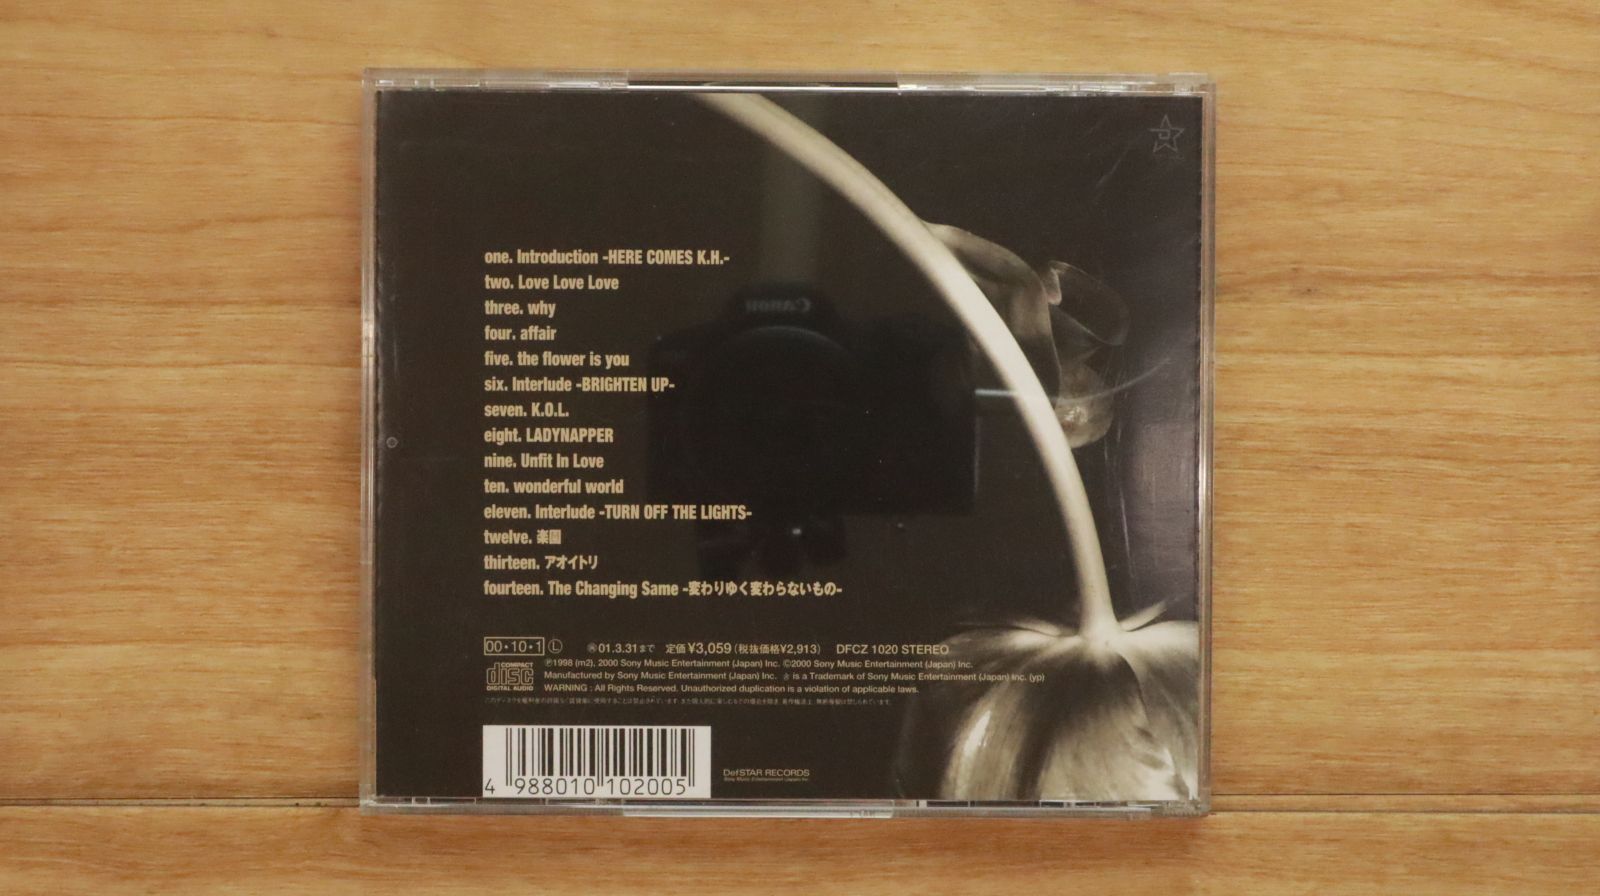 one. Introduction -HERE COMES K.H.-
two. Love Love Love
three. why
four. affair
five. the flower is you
six. Interlude -BRIGHTEN UP-
seven. K.O.L.
eight. LADYNAPPER
nine. Unfit In Love
ten. wonderful world
eleven. Interlude -TURN OFF THE LIGHTS-
twelve. 楽園
thirteen. アオイトリ
fourteen. The Changing Same -変わりゆく変わらないもの-
00・10・1 Ⓛ 01.3.31まで 定価¥3,059(税抜価格¥2,913) DFCZ 1020 STEREO
COMPACT disc DIGITAL AUDIO
Ⓟ1998 (m2), 2000 Sony Music Entertainment (Japan) Inc. ©2000 Sony Music Entertainment (Japan) Inc.
Manufactured by Sony Music Entertainment (Japan) Inc. is a Trademark of Sony Music Entertainment (Japan) Inc. (yp)
WARNING : All Rights Reserved. Unauthorized duplication is a violation of applicable laws.
4 988010 102005
DefSTAR RECORDS
Sony Music Entertainment (Japan) Inc.
Canon